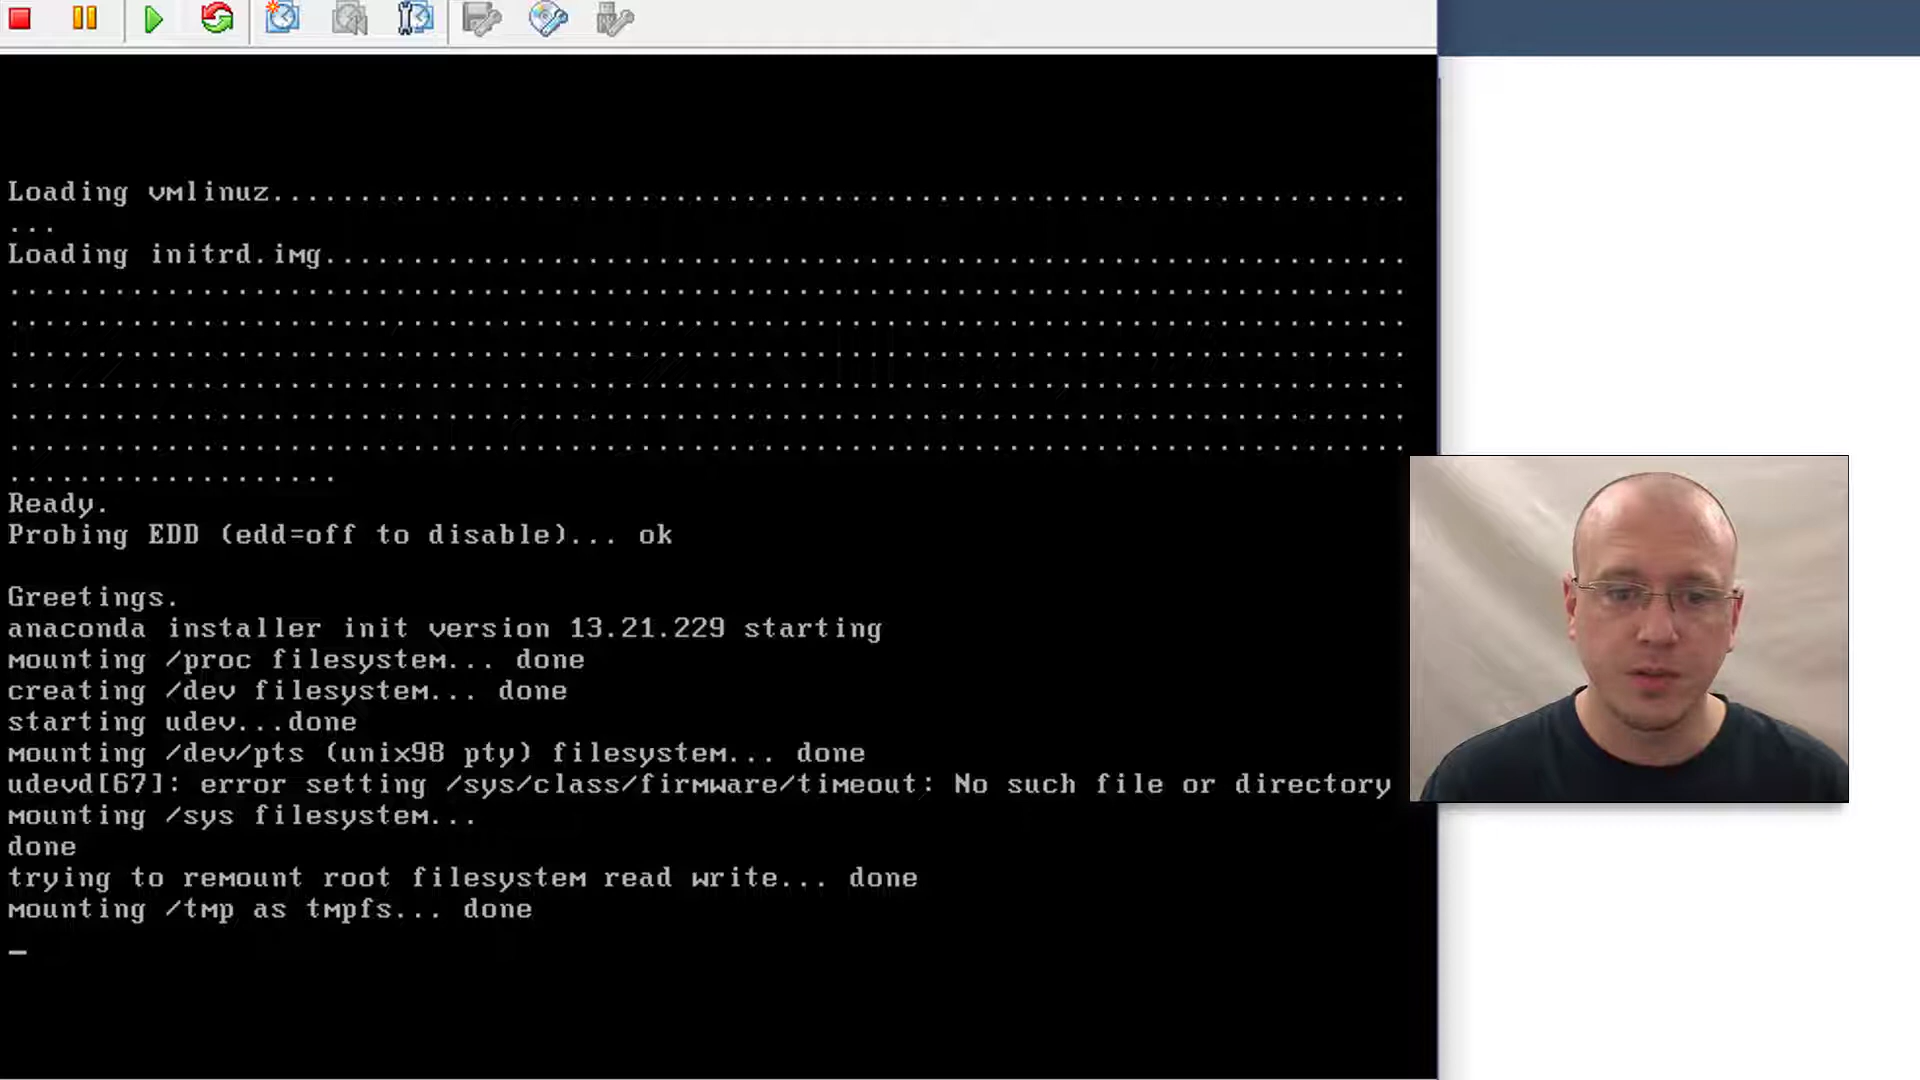 Loading vmlinuz.................................................................
...
Loading initrd.img..............................................................
................................................................................
................................................................................
................................................................................
................................................................................
................................................................................
................................................................................
...................
Ready.
Probing EDD (edd=off to disable)... ok
Greetings.
anaconda installer init version 13.21.229 starting
mounting /proc filesystem... done
creating /dev filesystem... done
starting udev...done
mounting /dev/pts (unix98 pty) filesystem... done
udevd[67]: error setting /sys/class/firmware/timeout: No such file or directory
mounting /sys filesystem...
done
trying to remount root filesystem read write... done
mounting /tmp as tmpfs... done
_